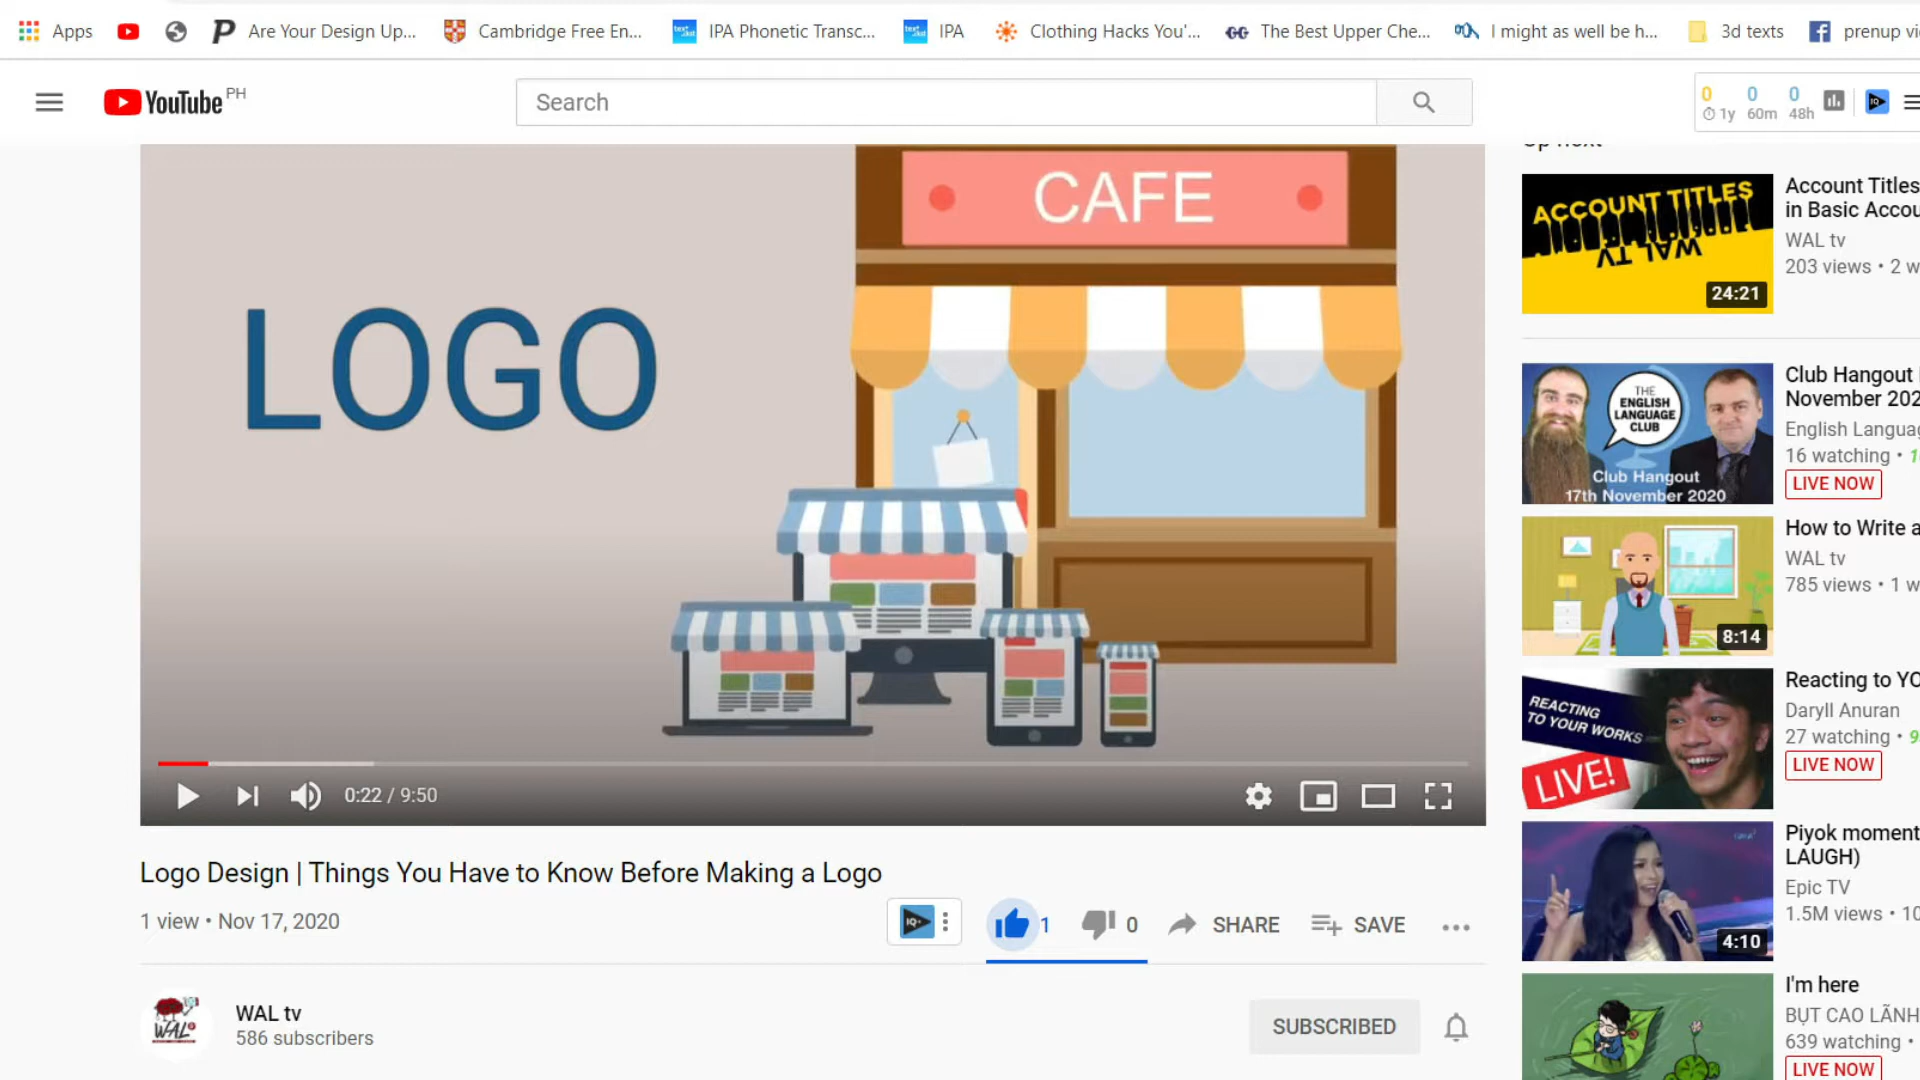 Apps
Are Your Design Up...
Cambridge Free En...
IPA Phonetic Transc...
IPA
Clothing Hacks You'...
The Best Upper Che...
I might as well be h...
3d texts
prenup vi
YouTube PH
Search
0 0 0
1y 60m 48h
Up next
CAFE
LOGO
0:22 / 9:50
Logo Design | Things You Have to Know Before Making a Logo
1 view • Nov 17, 2020
1
0
SHARE
SAVE
WAL tv
586 subscribers
SUBSCRIBED
ACCOUNT TITLES
WAL TV
24:21
Account Titles
in Basic Accou
WAL tv
203 views • 2 w
THE
ENGLISH
LANGUAGE
CLUB
Club Hangout
17th November 2020
Club Hangout
November 202
English Languag
16 watching •
LIVE NOW
8:14
How to Write a
WAL tv
785 views • 1 w
REACTING
TO YOUR WORKS
LIVE!
Reacting to YO
Daryll Anuran
27 watching • 9
LIVE NOW
4:10
Piyok moment
LAUGH)
Epic TV
1.5M views • 10
I'm here
BỤT CAO LÃNH
639 watching •
LIVE NOW